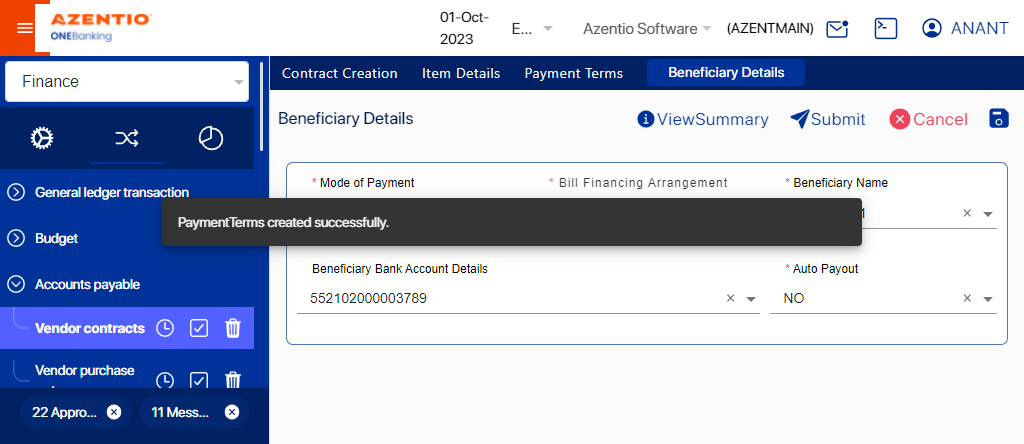 AZENTIO
ONEBanking
01-Oct-
2023
E...
Azentio Software
(AZENTMAIN)
ANANT
Finance
Contract Creation
Item Details
Payment Terms
Beneficiary Details
Beneficiary Details
ViewSummary
Submit
Cancel
General ledger transaction
Budget
Accounts payable
Vendor contracts
Vendor purchase
22 Appro...
11 Mess...
* Mode of Payment
* Bill Financing Arrangement
* Beneficiary Name
PaymentTerms created successfully.
Beneficiary Bank Account Details
* Auto Payout
552102000003789
NO